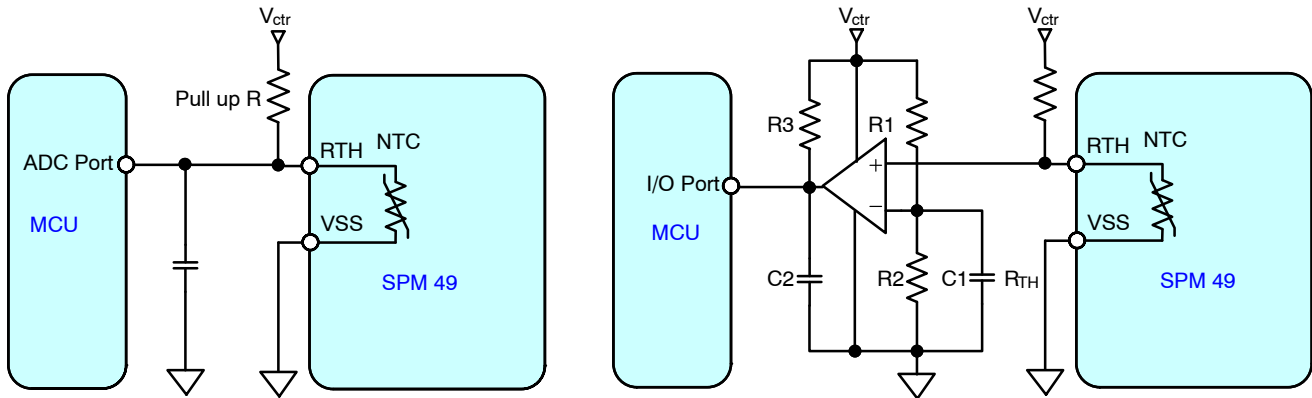 Vctr
Pull up R
ADC Port
RTH
NTC
MCU
VSS
SPM 49
Vctr
Vctr
R3
R1
+
−
I/O Port
MCU
RTH
NTC
VSS
C2
R2
C1
RTH
SPM 49